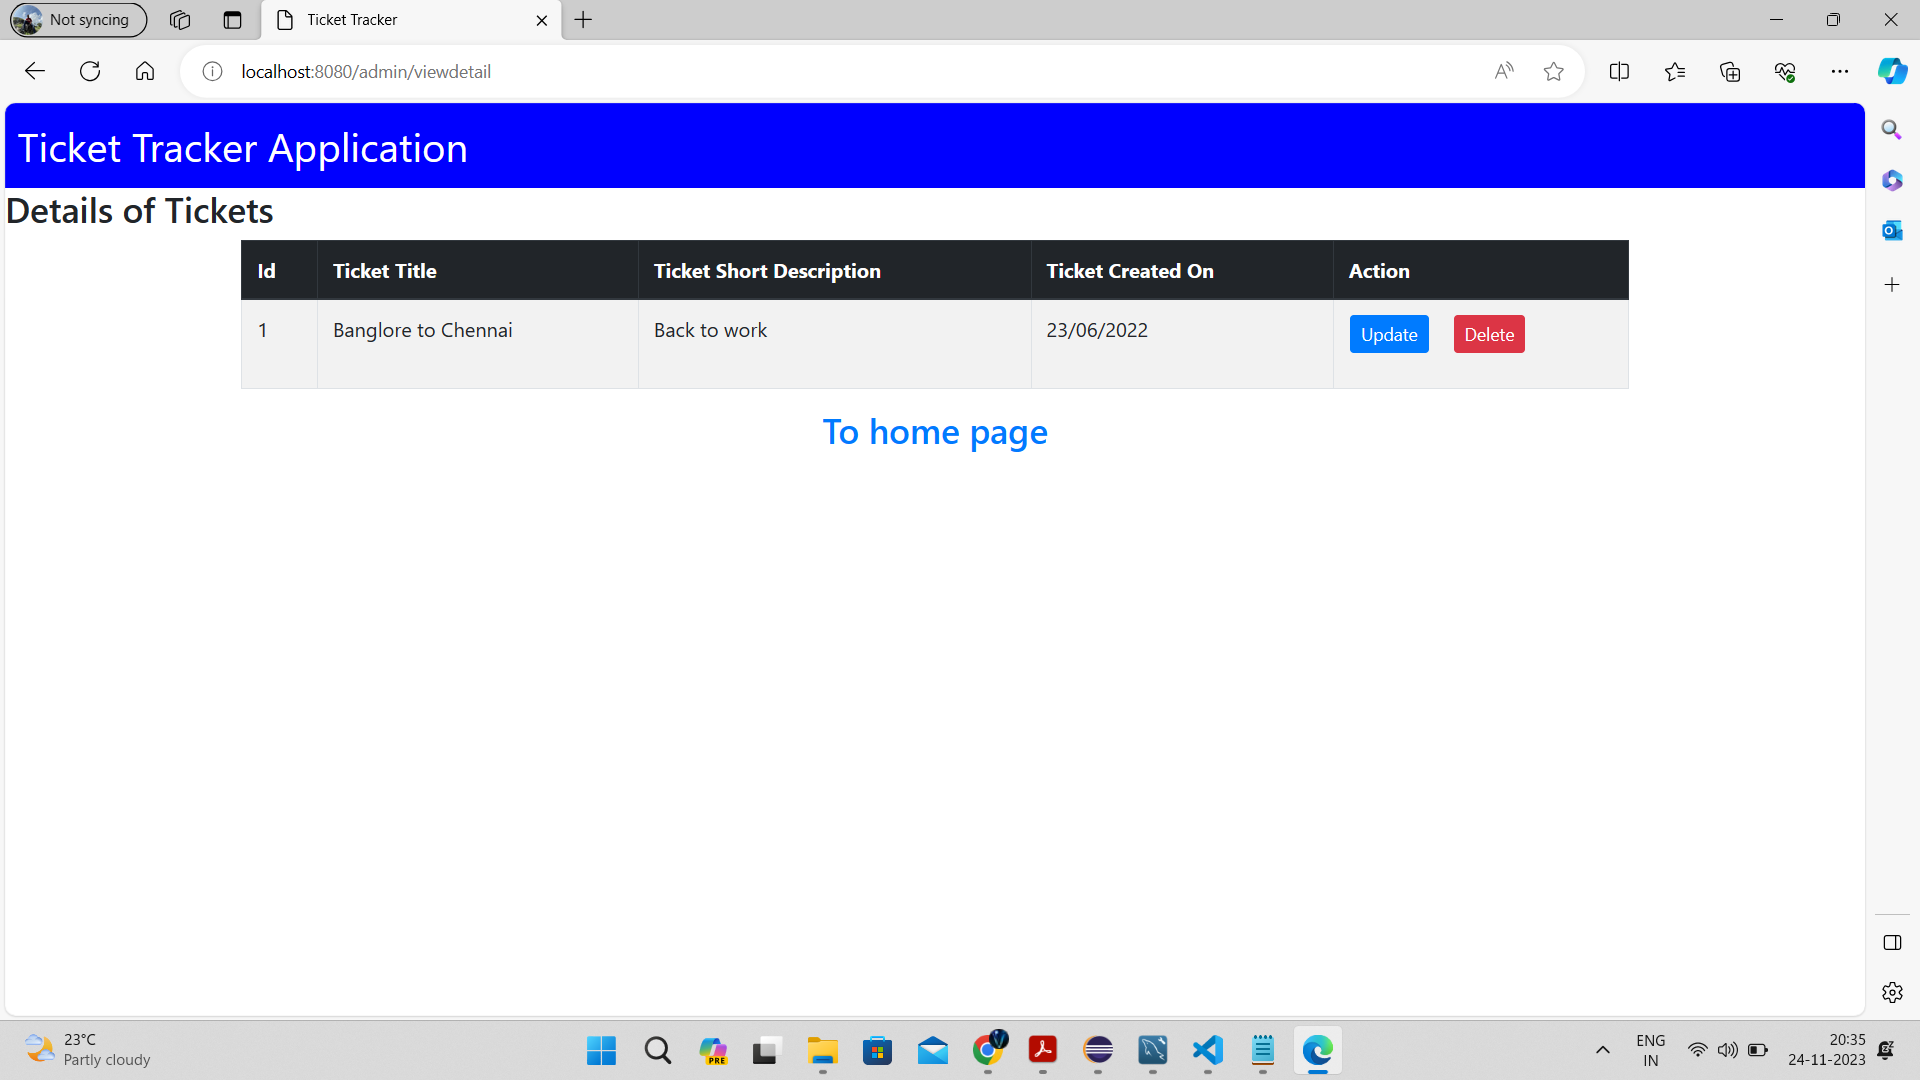 Not syncing
Ticket Tracker
localhost:8080/admin/viewdetail
Ticket Tracker Application
Details of Tickets
Id Ticket Title Ticket Short Description Ticket Created On Action
1 Banglore to Chennai Back to work 23/06/2022 Update Delete
To home page
23°C
Partly cloudy
PRE
ENG
IN
20:35
24-11-2023